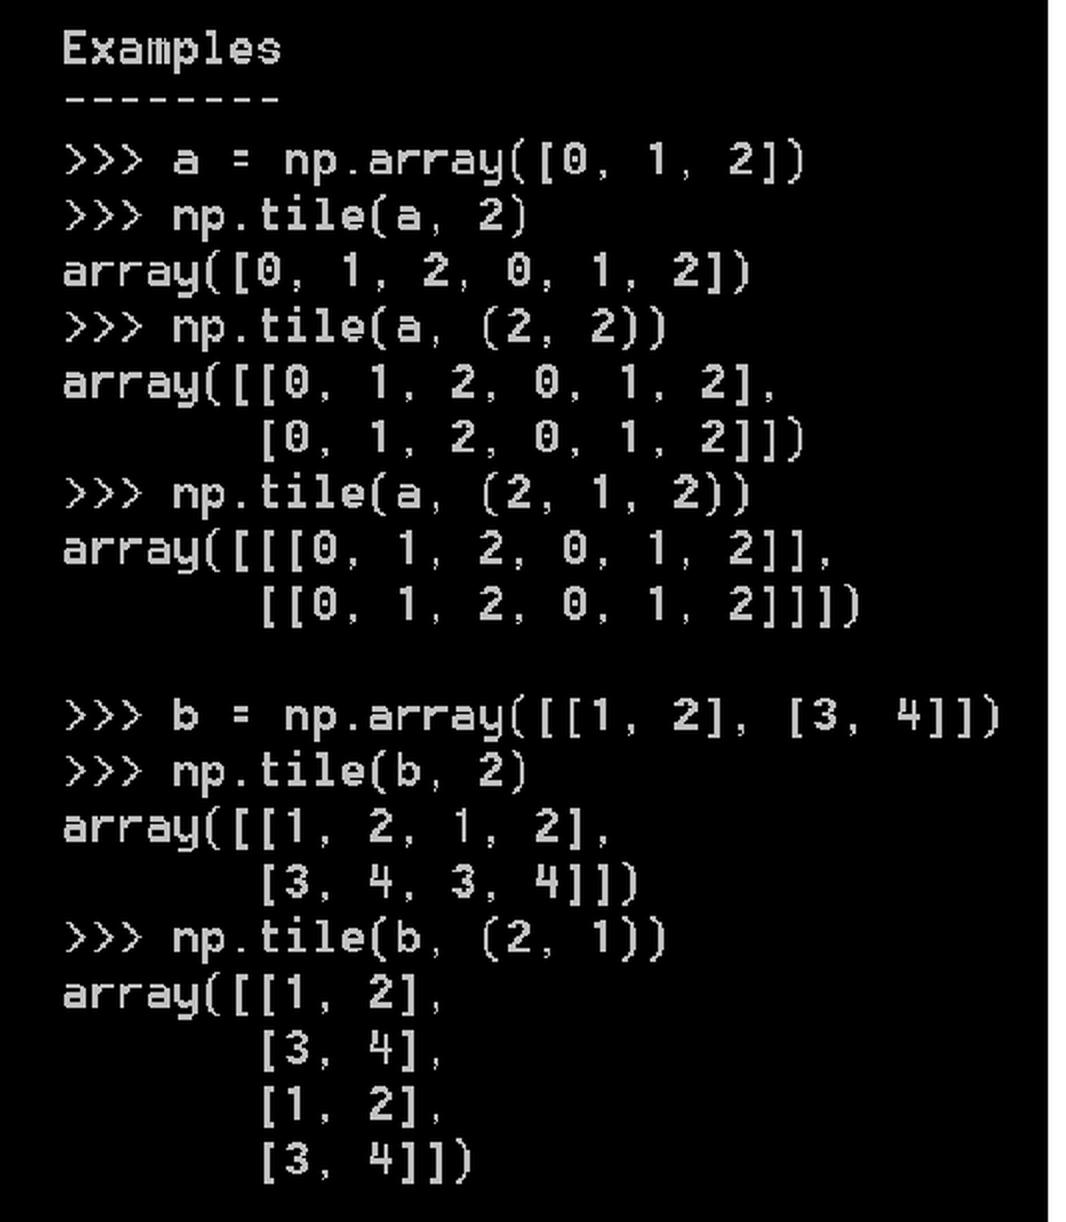 Examples
--------
>>> a = np.array([0, 1, 2])
>>> np.tile(a, 2)
array([0, 1, 2, 0, 1, 2])
>>> np.tile(a, (2, 2))
array([[0, 1, 2, 0, 1, 2],
       [0, 1, 2, 0, 1, 2]])
>>> np.tile(a, (2, 1, 2))
array([[[0, 1, 2, 0, 1, 2]],
       [[0, 1, 2, 0, 1, 2]]])
>>> b = np.array([[1, 2], [3, 4]])
>>> np.tile(b, 2)
array([[1, 2, 1, 2],
       [3, 4, 3, 4]])
>>> np.tile(b, (2, 1))
array([[1, 2],
       [3, 4],
       [1, 2],
       [3, 4]])